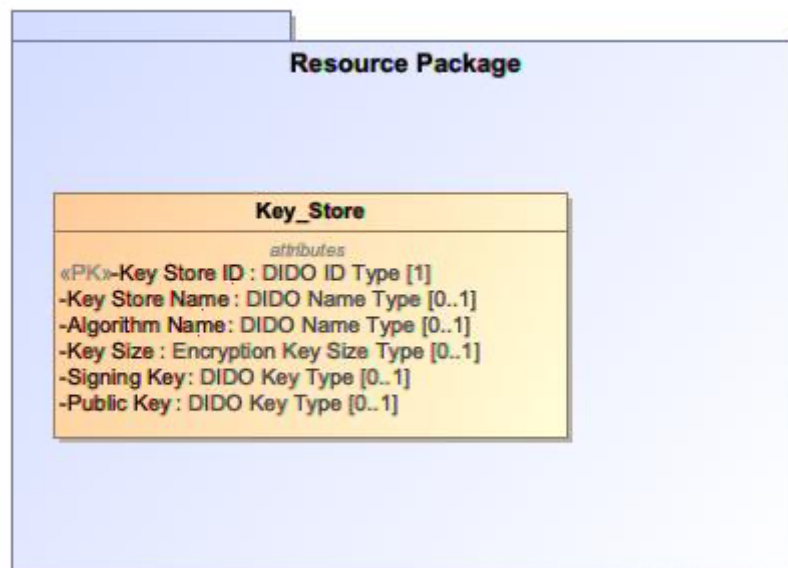 Resource Package
Key_Store
attributes
«PK»-Key Store ID : DIDO ID Type [1]
-Key Store Name : DIDO Name Type [0..1]
-Algorithm Name : DIDO Name Type [0..1]
-Key Size : Encryption Key Size Type [0..1]
-Signing Key : DIDO Key Type [0..1]
-Public Key : DIDO Key Type [0..1]